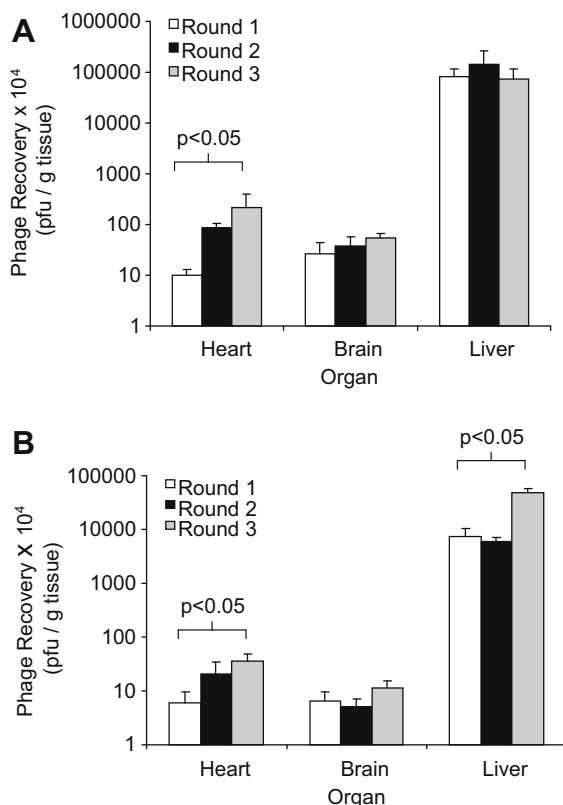 A
Phage Recovery x 10⁴
(pfu / g tissue)
1000000
100000
10000
1000
100
10
1
Round 1
Round 2
Round 3
p<0.05
Heart
Brain
Liver
Organ
B
Phage Recovery x 10⁴
(pfu / g tissue)
100000
10000
1000
100
10
1
Round 1
Round 2
Round 3
p<0.05
p<0.05
Heart
Brain
Liver
Organ